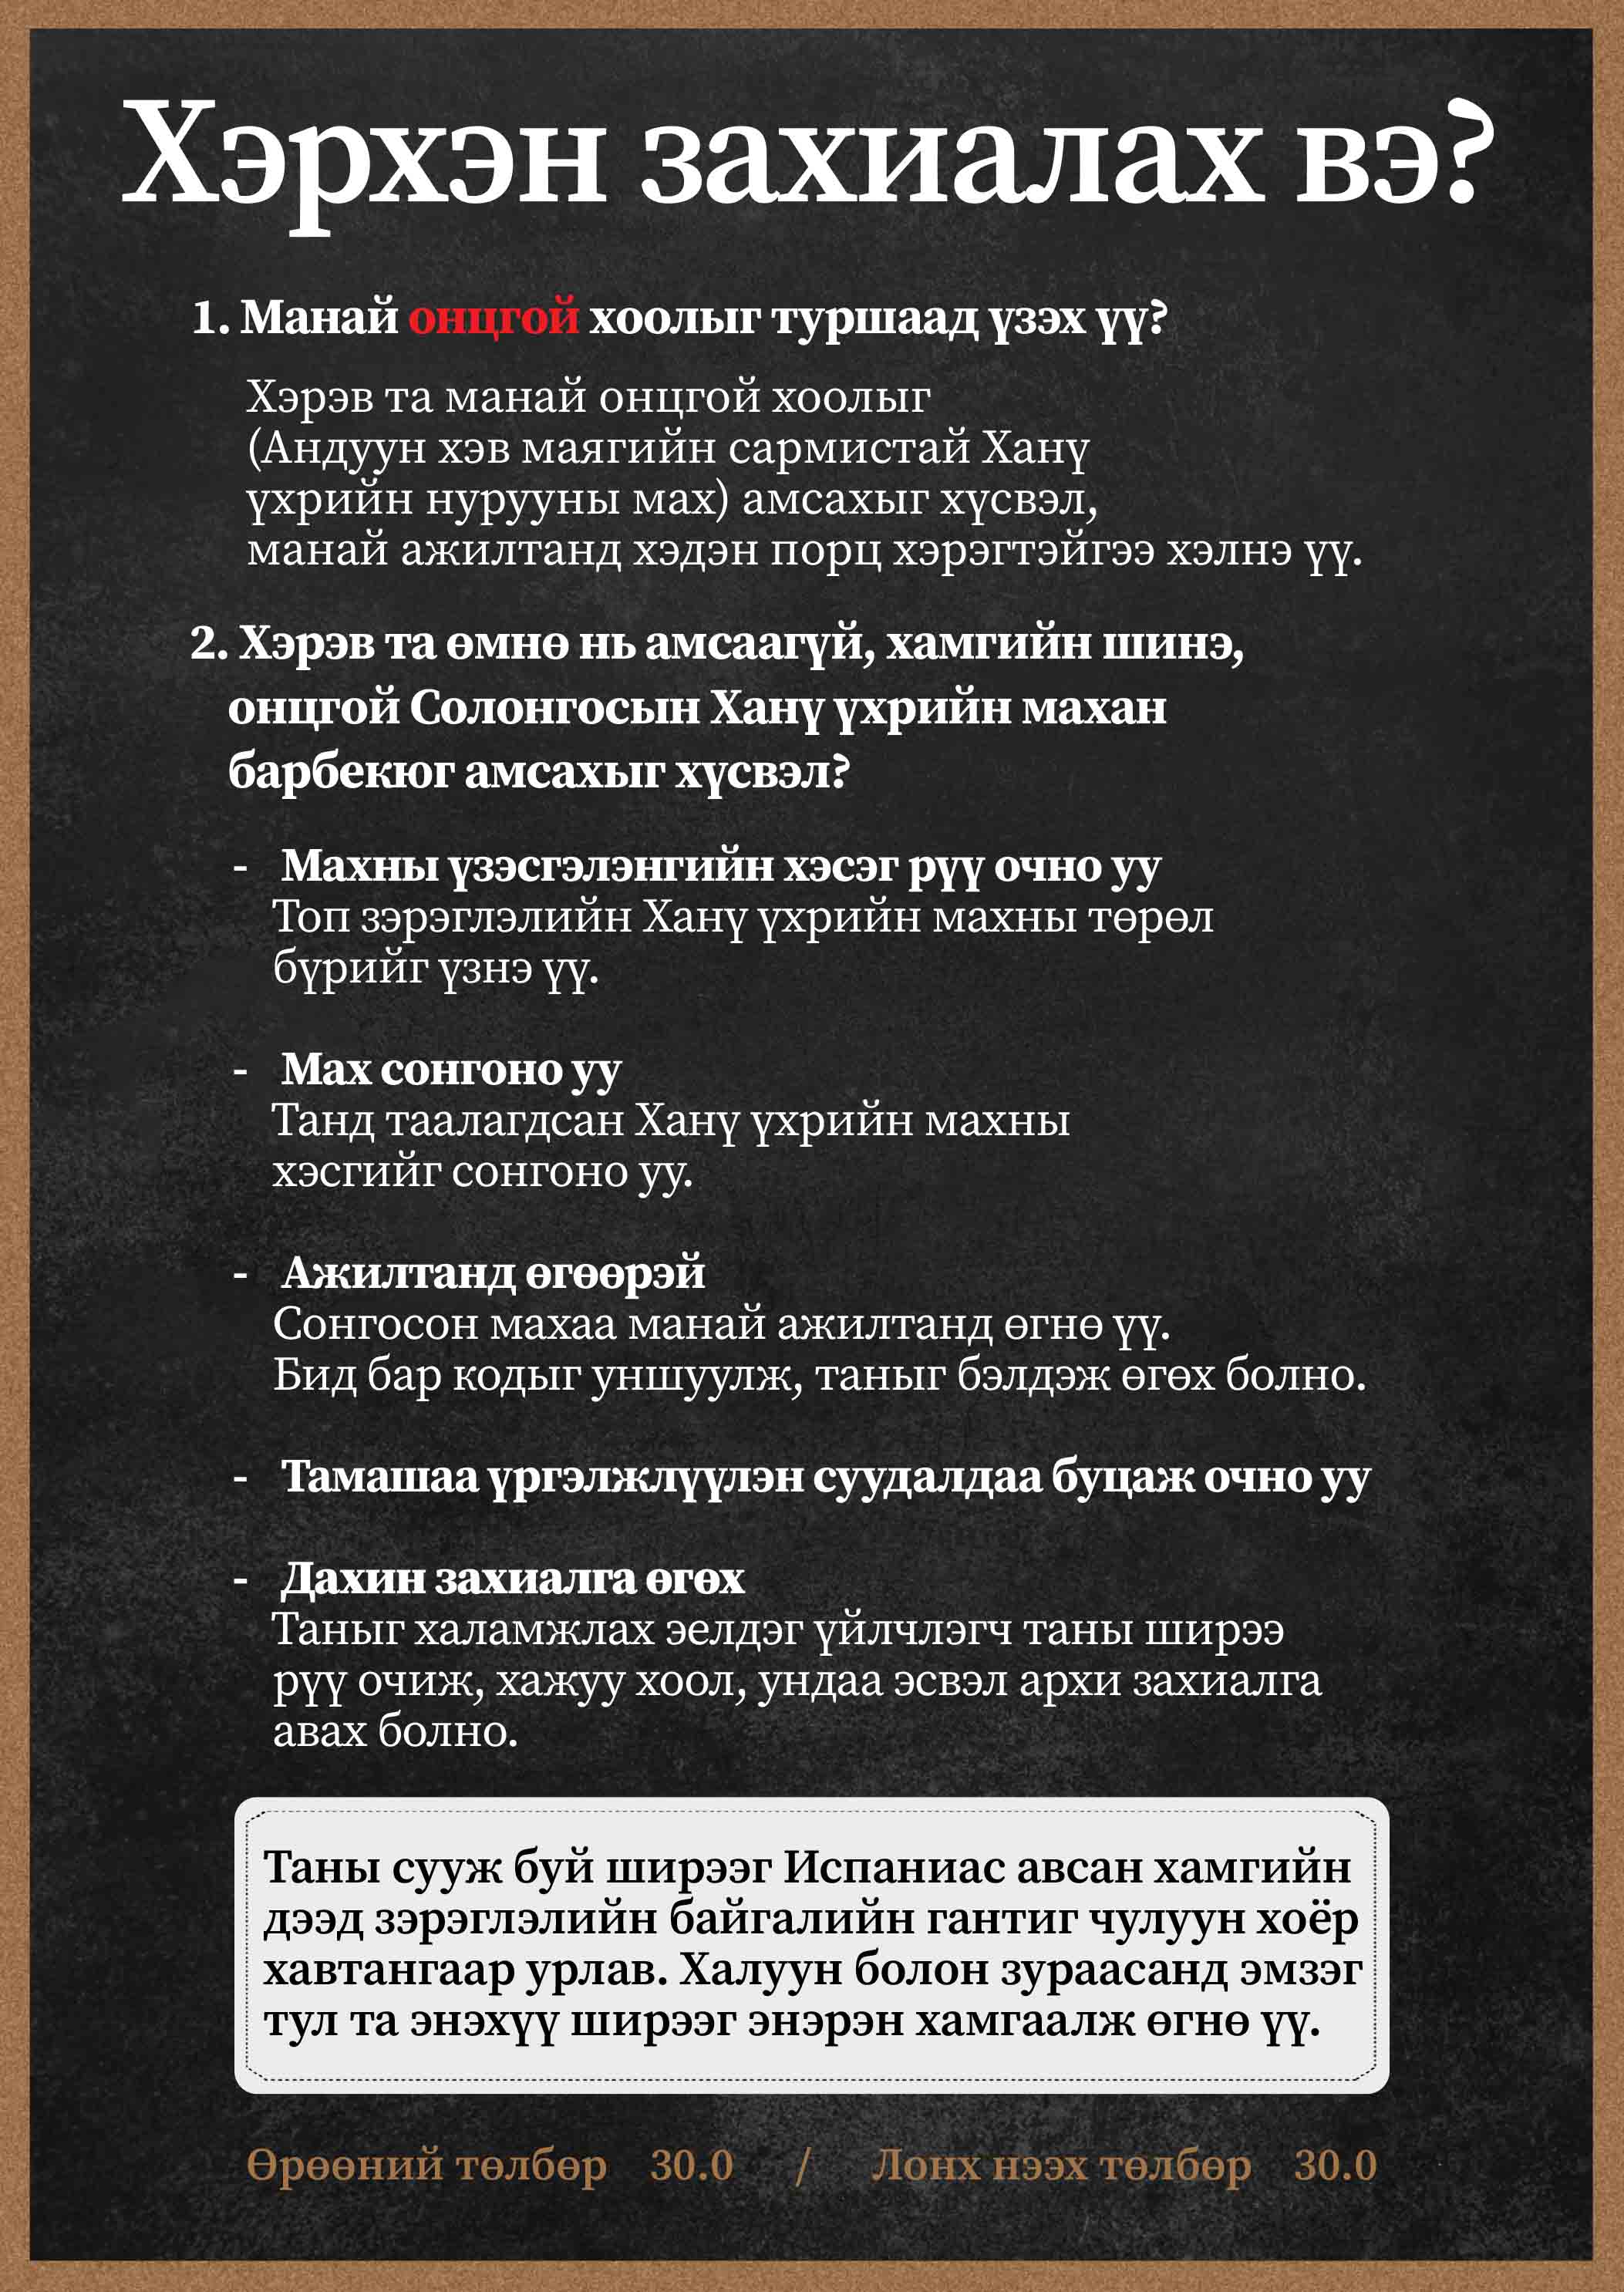 Хэрхэн захиалах вэ?
1. Манай онцгой хоолыг туршаад үзэх үү?
Хэрэв та манай онцгой хоолыг
(Андуун хэв маягийн сармистай Ханү
үхрийн нурууны мах) амсахыг хүсвэл,
манай ажилтанд хэдэн порц хэрэгтэйгээ хэлнэ үү.
2. Хэрэв та өмнө нь амсаагүй, хамгийн шинэ,
онцгой Солонгосын Ханү үхрийн махан
барбекюг амсахыг хүсвэл?
- Махны үзэсгэлэнгийн хэсэг рүү очно уу
Топ зэрэглэлийн Ханү үхрийн махны төрөл
бүрийг үзнэ үү.
- Мах сонгоно уу
Танд таалагдсан Ханү үхрийн махны
хэсгийг сонгоно уу.
- Ажилтанд өгөөрэй
Сонгосон махаа манай ажилтанд өгнө үү.
Бид бар кодыг уншуулж, таныг бэлдэж өгөх болно.
- Тамашаа үргэлжлүүлэн суудалдаа буцаж очно уу
- Дахин захиалга өгөх
Таныг халамжлах эелдэг үйлчлэгч таны ширээ
рүү очиж, хажуу хоол, ундаа эсвэл архи захиалга
авах болно.
Таны сууж буй ширээг Испаниас авсан хамгийн
дээд зэрэглэлийн байгалийн гантиг чулуун хоёр
хавтангаар урлав. Халуун болон зураасанд эмзэг
тул та энэхүү ширээг энэрэн хамгаалж өгнө үү.
Өрөөний төлбөр 30.0 / Лонх нээх төлбөр 30.0